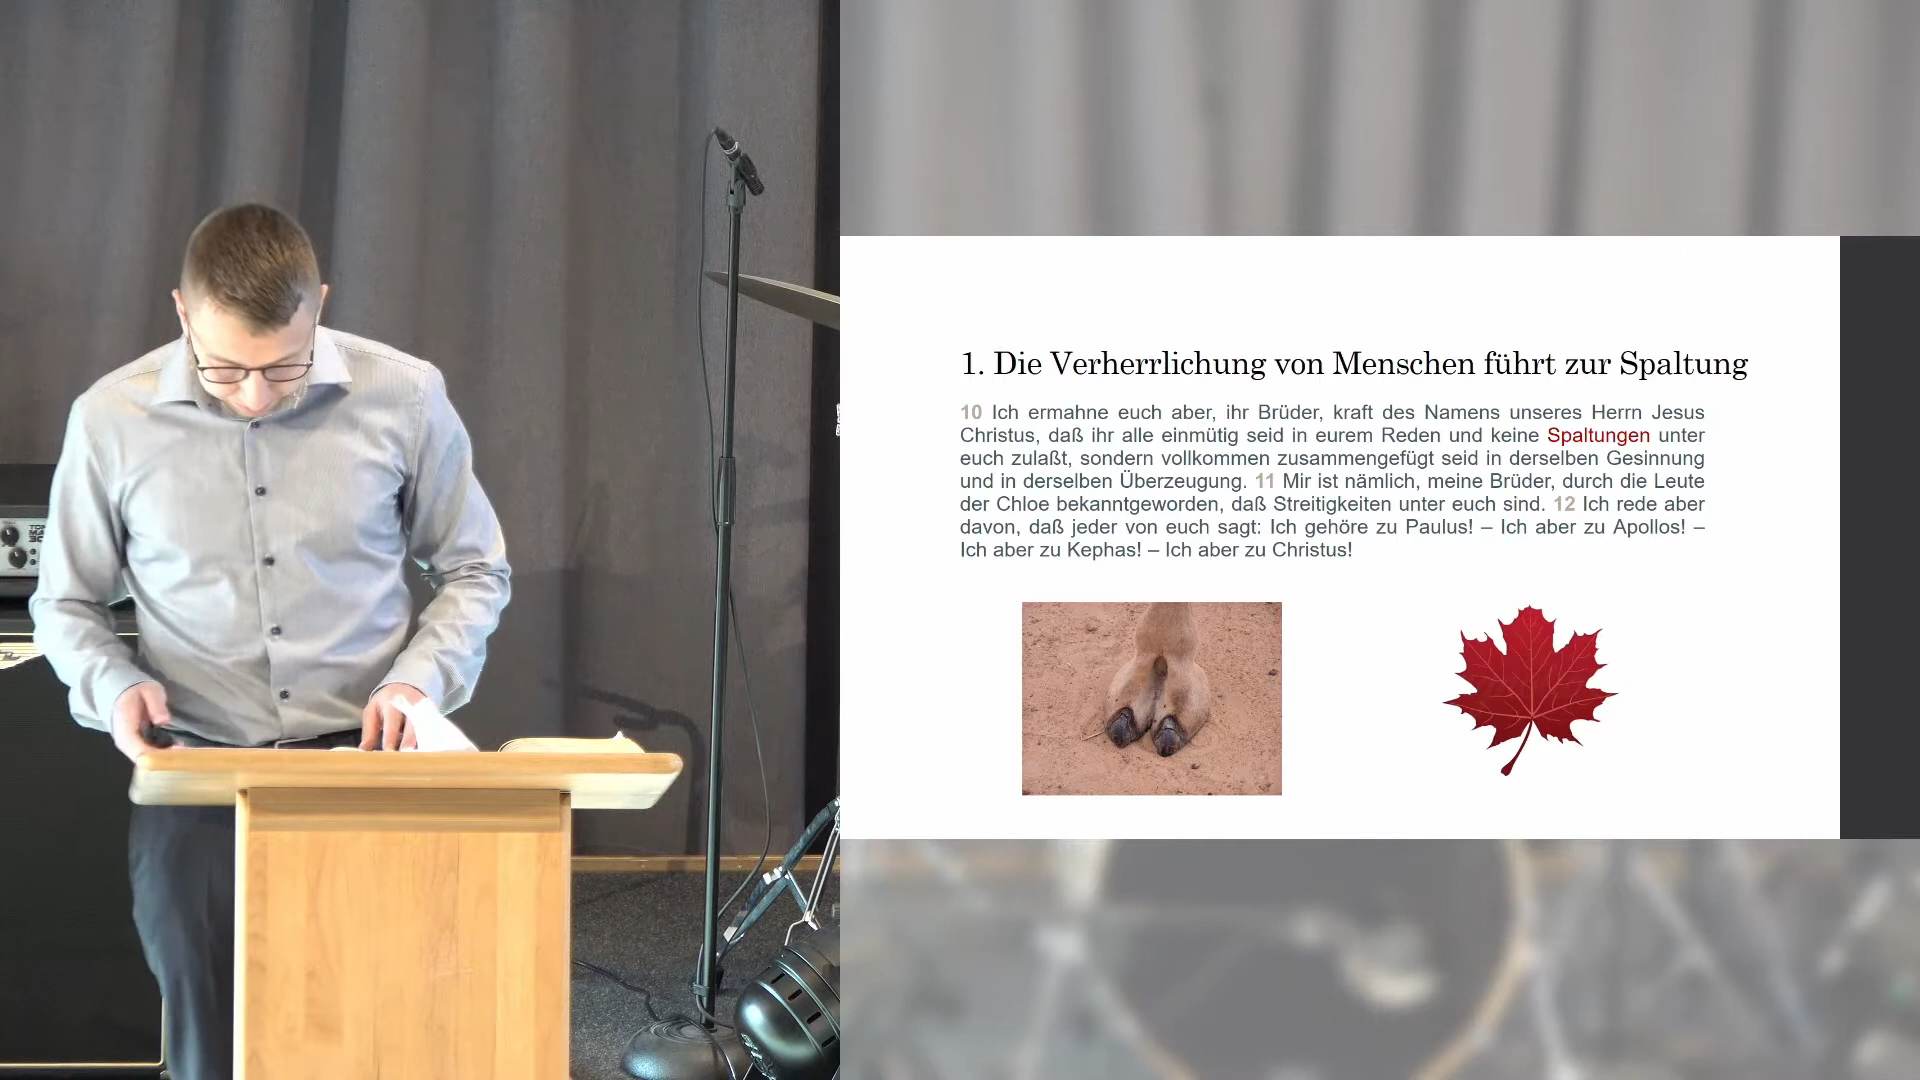 1. Die Verherrlichung von Menschen führt zur Spaltung
10 Ich ermahne euch aber, ihr Brüder, kraft des Namens unseres Herrn Jesus
Christus, daß ihr alle einmütig seid in eurem Reden und keine Spaltungen unter
euch zulaßt, sondern vollkommen zusammengefügt seid in derselben Gesinnung
und in derselben Überzeugung. 11 Mir ist nämlich, meine Brüder, durch die Leute
der Chloe bekanntgeworden, daß Streitigkeiten unter euch sind. 12 Ich rede aber
davon, daß jeder von euch sagt: Ich gehöre zu Paulus! – Ich aber zu Apollos! –
Ich aber zu Kephas! – Ich aber zu Christus!